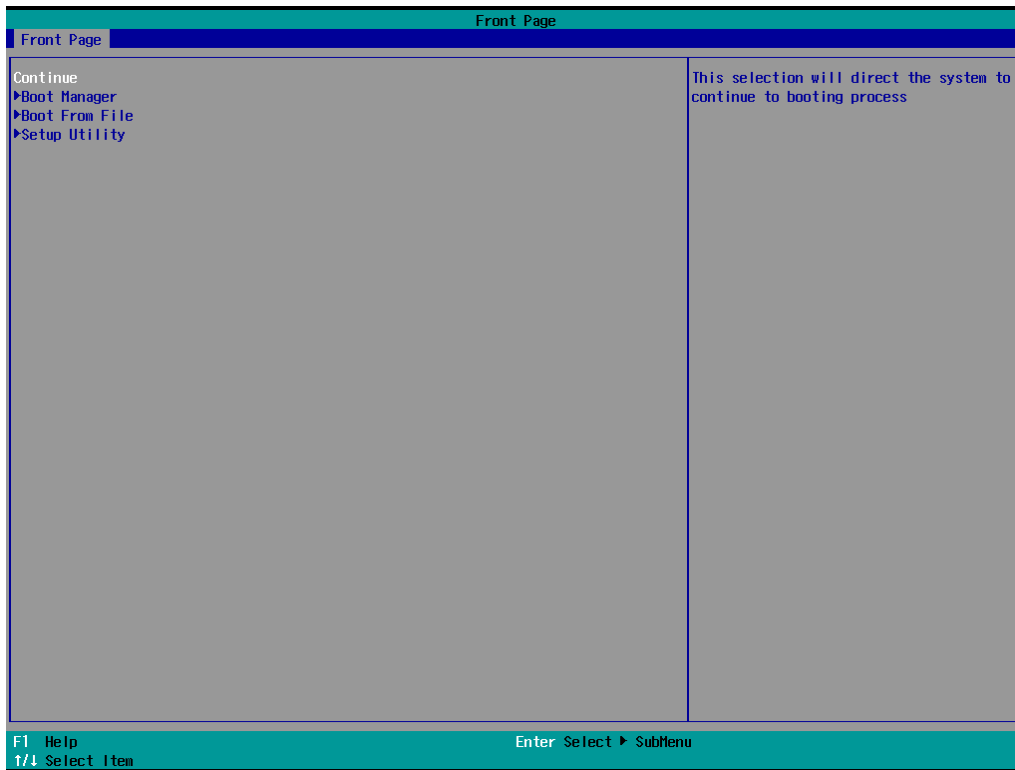 Front Page
Front Page
Continue
▶Boot Manager
▶Boot From File
▶Setup Utility
This selection will direct the system to
continue to booting process
F1 Help
Enter Select ▶ SubMenu
↑/↓ Select Item